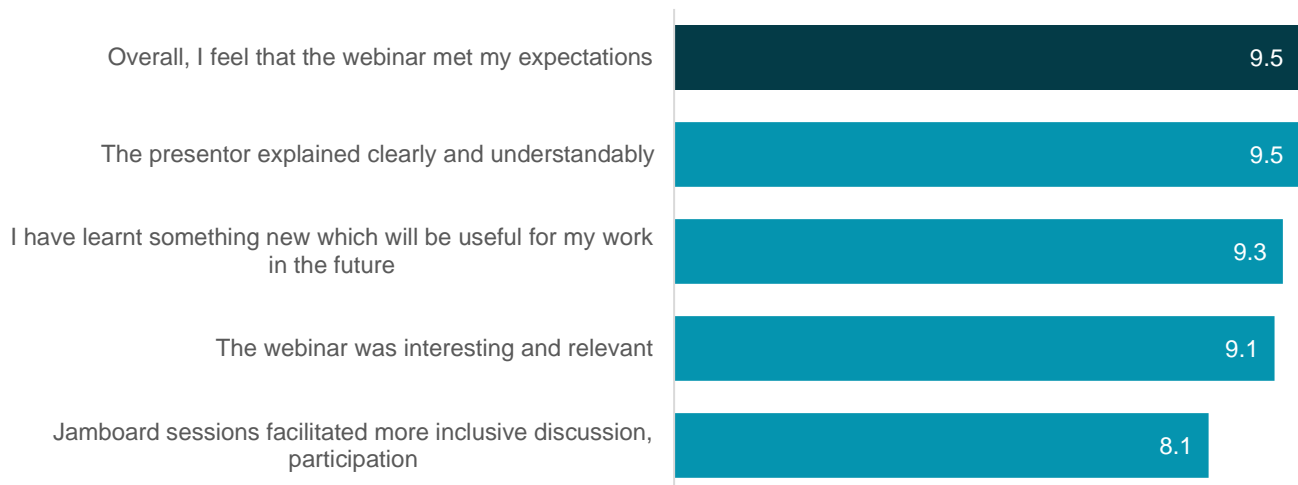 Overall, I feel that the webinar met my expectations
9.5
The presentor explained clearly and understandably
9.5
I have learnt something new which will be useful for my work
in the future
9.3
The webinar was interesting and relevant
9.1
Jamboard sessions facilitated more inclusive discussion,
participation
8.1